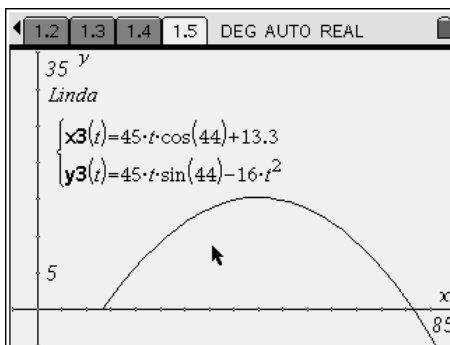 1.2 1.3 1.4 1.5 DEG AUTO REAL
35 y
Linda
x3(t)=45·t·cos(44)+13.3
y3(t)=45·t·sin(44)−16·t²
5
x
85